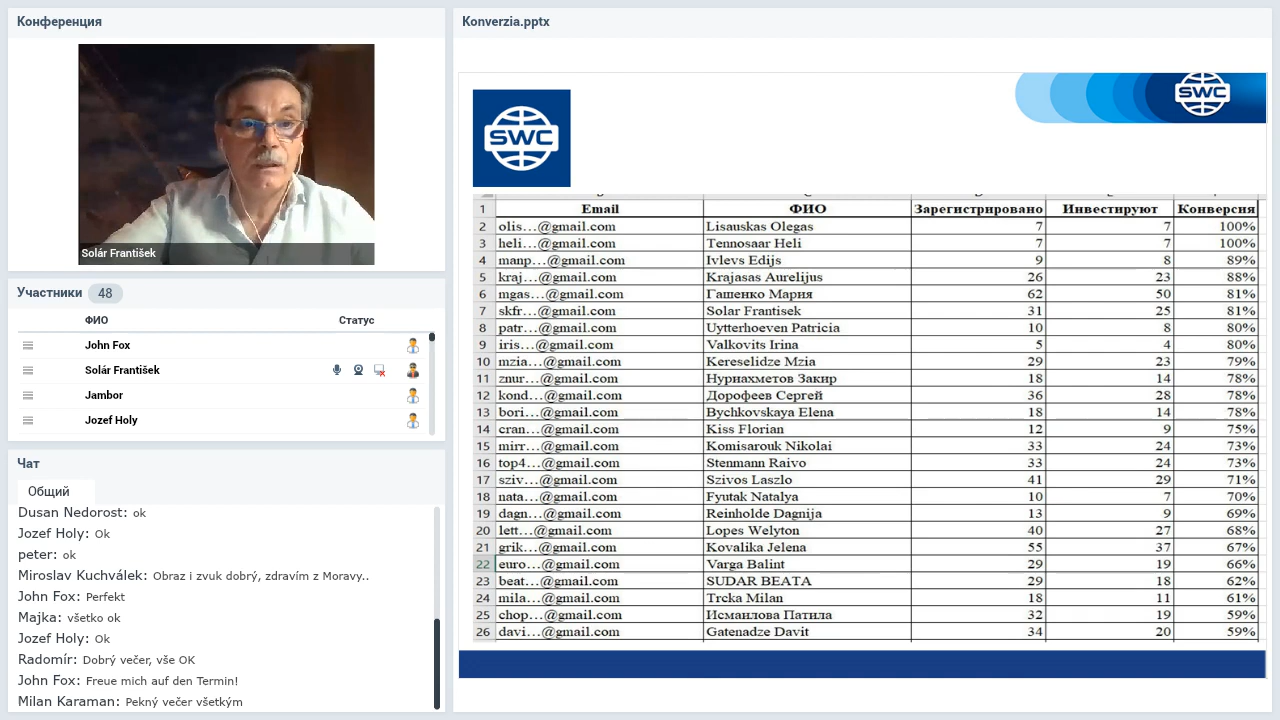 Конференция
Solár František
Участники 48
ФИО Статус
John Fox
Solár František
Jambor
Jozef Holy
Чат
Общий
Dusan Nedorost: ok
Jozef Holy: Ok
peter: ok
Miroslav Kuchválek: Obraz i zvuk dobrý, zdravím z Moravy..
John Fox: Perfekt
Majka: všetko ok
Jozef Holy: Ok
Radomír: Dobrý večer, vše OK
John Fox: Freue mich auf den Termin!
Milan Karaman: Pekný večer všetkým
Konverzia.pptx
SWC
SWC
1 Email ФИО Зарегистрировано Инвестируют Конверсия
2 olis...@gmail.com Lisauskas Olegas 7 7 100%
3 heli...@gmail.com Tennosaar Heli 7 7 100%
4 manp...@gmail.com Ivlevs Edijs 9 8 89%
5 kraj...@gmail.com Krajasas Aurelijus 26 23 88%
6 mgas...@gmail.com Гашенко Мария 62 50 81%
7 skfr...@gmail.com Solar Frantisek 31 25 81%
8 patr...@gmail.com Uytterhoeven Patricia 10 8 80%
9 iris...@gmail.com Valkovits Irina 5 4 80%
10 mzia...@gmail.com Kereselidze Mzia 29 23 79%
11 znur...@gmail.com Нуриахметов Закир 18 14 78%
12 kond...@gmail.com Дорофеев Сергей 36 28 78%
13 bori...@gmail.com Bychkovskaya Elena 18 14 78%
14 cran...@gmail.com Kiss Florian 12 9 75%
15 mirr...@gmail.com Komisarouk Nikolai 33 24 73%
16 top4...@gmail.com Stenmann Raivo 33 24 73%
17 sziv...@gmail.com Szivos Laszlo 41 29 71%
18 nata...@gmail.com Fyutak Natalya 10 7 70%
19 dagn...@gmail.com Reinholde Dagnija 13 9 69%
20 lett...@gmail.com Lopes Welyton 40 27 68%
21 grik...@gmail.com Kovalika Jelena 55 37 67%
22 euro...@gmail.com Varga Balint 29 19 66%
23 beat...@gmail.com SUDAR BEATA 29 18 62%
24 mila...@gmail.com Trcka Milan 18 11 61%
25 chop...@gmail.com Исмаилова Патила 32 19 59%
26 davi...@gmail.com Gatenadze Davit 34 20 59%